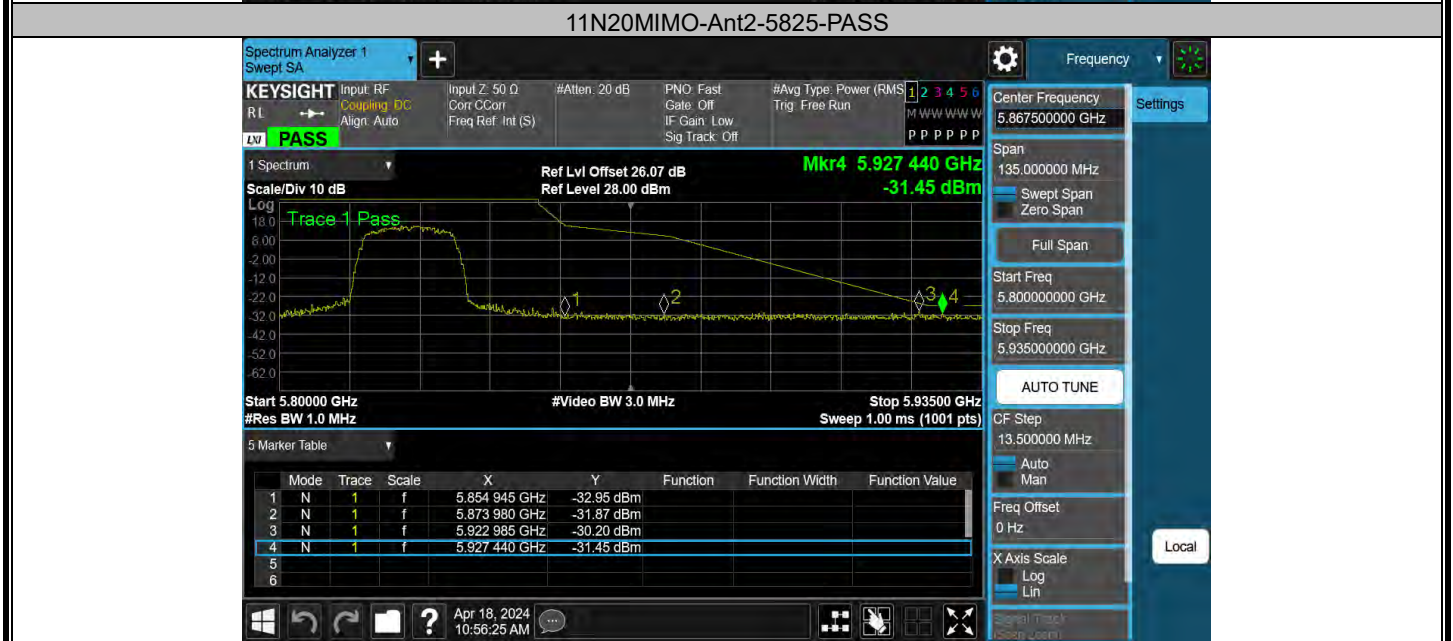 11N20MIMO-Ant2-5825-PASS
Spectrum Analyzer 1
Swept SA
+
Frequency
KEYSIGHT
RL
LXI PASS
Input: RF
Coupling: DC
Align: Auto
Input Z: 50 Ω
Corr CCorr
Freq Ref: Int (S)
#Atten: 20 dB
PNO: Fast
Gate: Off
IF Gain: Low
Sig Track: Off
#Avg Type: Power (RMS
Trig: Free Run
1 2 3 4 5 6
M W W W W W
P P P P P P
Settings
Center Frequency
5.867500000 GHz
Span
135.000000 MHz
Swept Span
Zero Span
Full Span
Start Freq
5.800000000 GHz
Stop Freq
5.935000000 GHz
AUTO TUNE
CF Step
13.500000 MHz
Auto
Man
Freq Offset
0 Hz
X Axis Scale
Log
Lin
Signal Track
(Span Zoom)
Local
1 Spectrum
Scale/Div 10 dB
Log
Ref Lvl Offset 26.07 dB
Ref Level 28.00 dBm
Mkr4 5.927 440 GHz
-31.45 dBm
Trace 1 Pass
18.0
8.00
-2.00
-12.0
-22.0
-32.0
-42.0
-52.0
-62.0
1
2
3
4
Start 5.80000 GHz
#Res BW 1.0 MHz
#Video BW 3.0 MHz
Stop 5.93500 GHz
Sweep 1.00 ms (1001 pts)
5 Marker Table
Mode Trace Scale X Y Function Function Width Function Value
1 N 1 f 5.854 945 GHz -32.95 dBm
2 N 1 f 5.873 980 GHz -31.87 dBm
3 N 1 f 5.922 985 GHz -30.20 dBm
4 N 1 f 5.927 440 GHz -31.45 dBm
5
6
?
Apr 18, 2024
10:56:25 AM